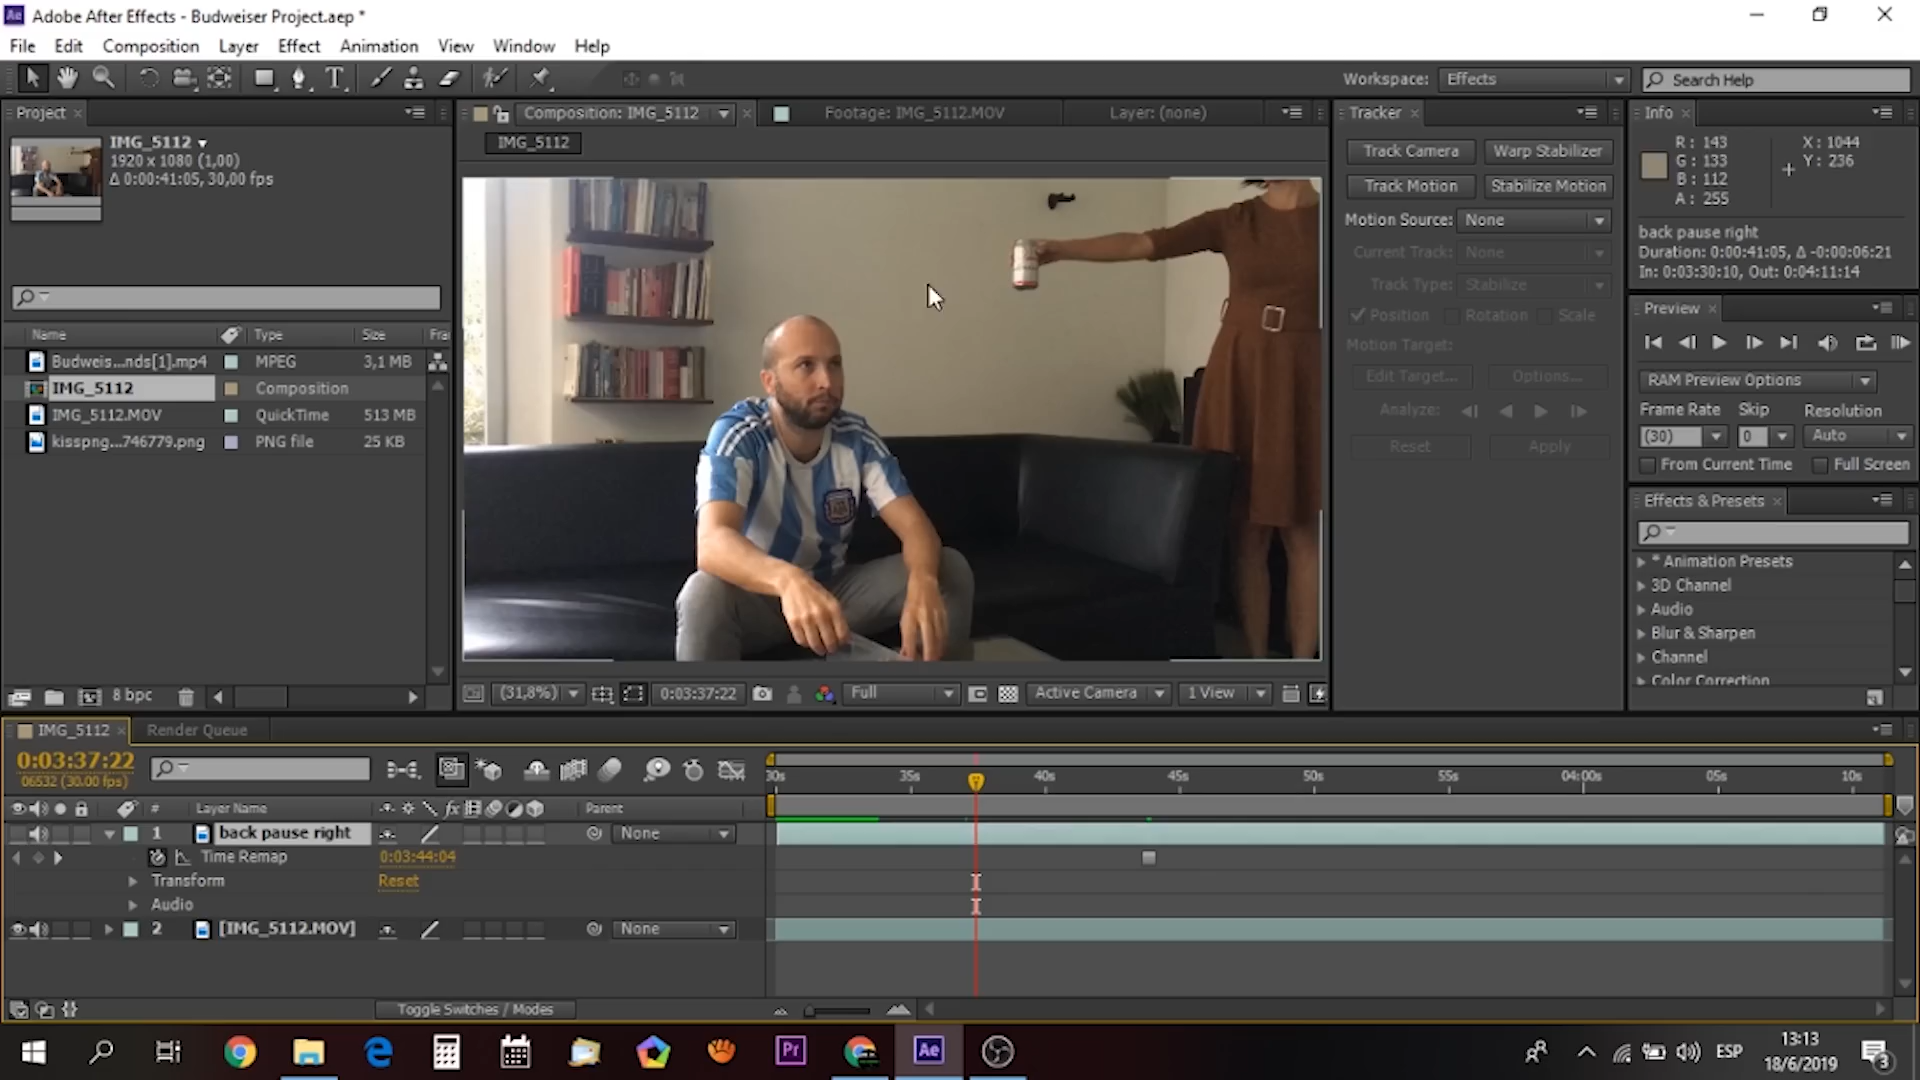 Adobe After Effects - Budweiser Project.aep *
File Edit Composition Layer Effect Animation View Window Help
Workspace: Effects Search Help
Project
IMG_5112
1920 x 1080 (1,00)
Δ 0:00:41:05, 30,00 fps
Name Type Size Fra
Budweis...nds[1].mp4 MPEG 3,1 MB
IMG_5112 Composition
IMG_5112.MOV QuickTime 513 MB
kisspng...746779.png PNG file 25 KB
8 bpc
Composition: IMG_5112 Footage: IMG_5112.MOV Layer: (none)
IMG_5112
(31,8%) 0:03:37:22 Full Active Camera 1 View
Tracker
Track Camera Warp Stabilizer
Track Motion Stabilize Motion
Motion Source: None
Current Track: None
Track Type: Stabilize
Position Rotation Scale
Motion Target:
Edit Target... Options...
Analyze:
Reset Apply
Info
R: 143 X: 1044
G: 133 Y: 236
B: 112
A: 255
back pause right
Duration: 0:00:41:05, Δ -0:00:06:21
In: 0:03:30:10, Out: 0:04:11:14
Preview
RAM Preview Options
Frame Rate Skip Resolution
(30) 0 Auto
From Current Time Full Screen
Effects & Presets
* Animation Presets
3D Channel
Audio
Blur & Sharpen
Channel
Color Correction
IMG_5112 Render Queue
0:03:37:22
06532 (30.00 fps)
30s 35s 40s 45s 50s 55s 04:00s 05s 10s
# Layer Name fx Parent
1 back pause right None
Time Remap 0:03:44:04
Transform Reset
Audio
2 [IMG_5112.MOV] None
Toggle Switches / Modes
Pr Ae
ESP
13:13
18/6/2019
3